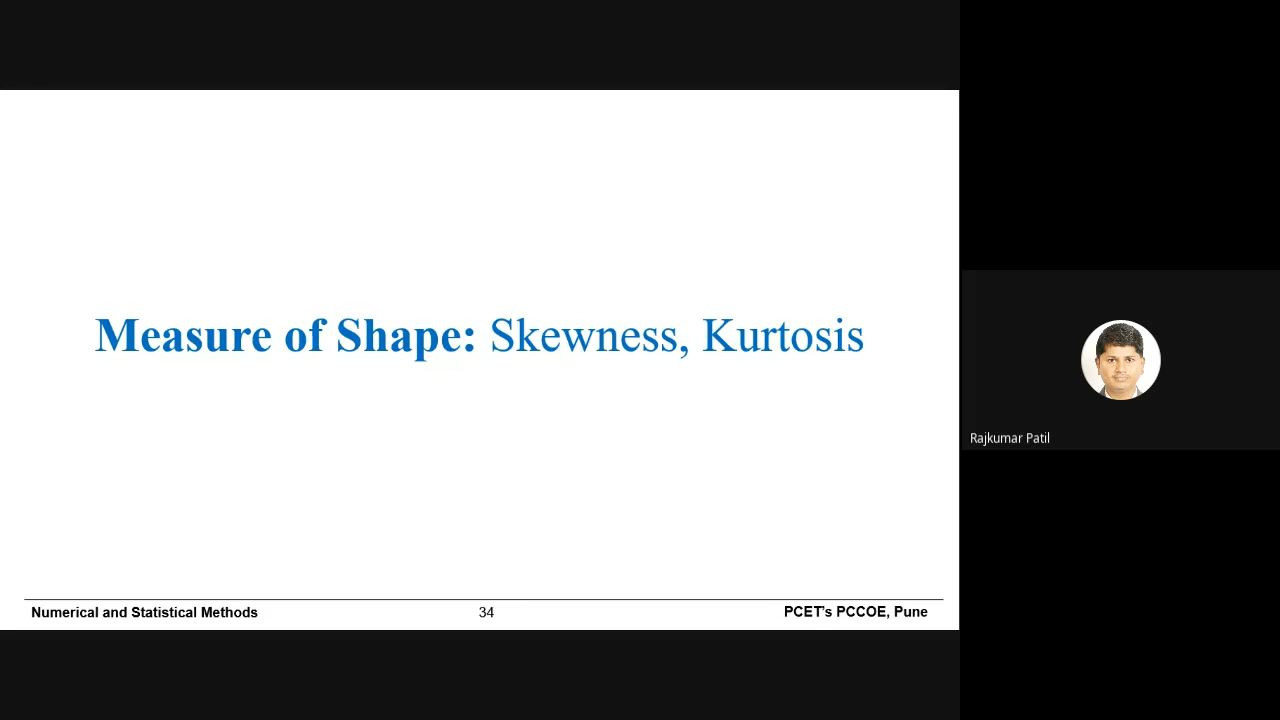 Measure of Shape: Skewness, Kurtosis
Rajkumar Patil
Numerical and Statistical Methods
34
PCET's PCCOE, Pune